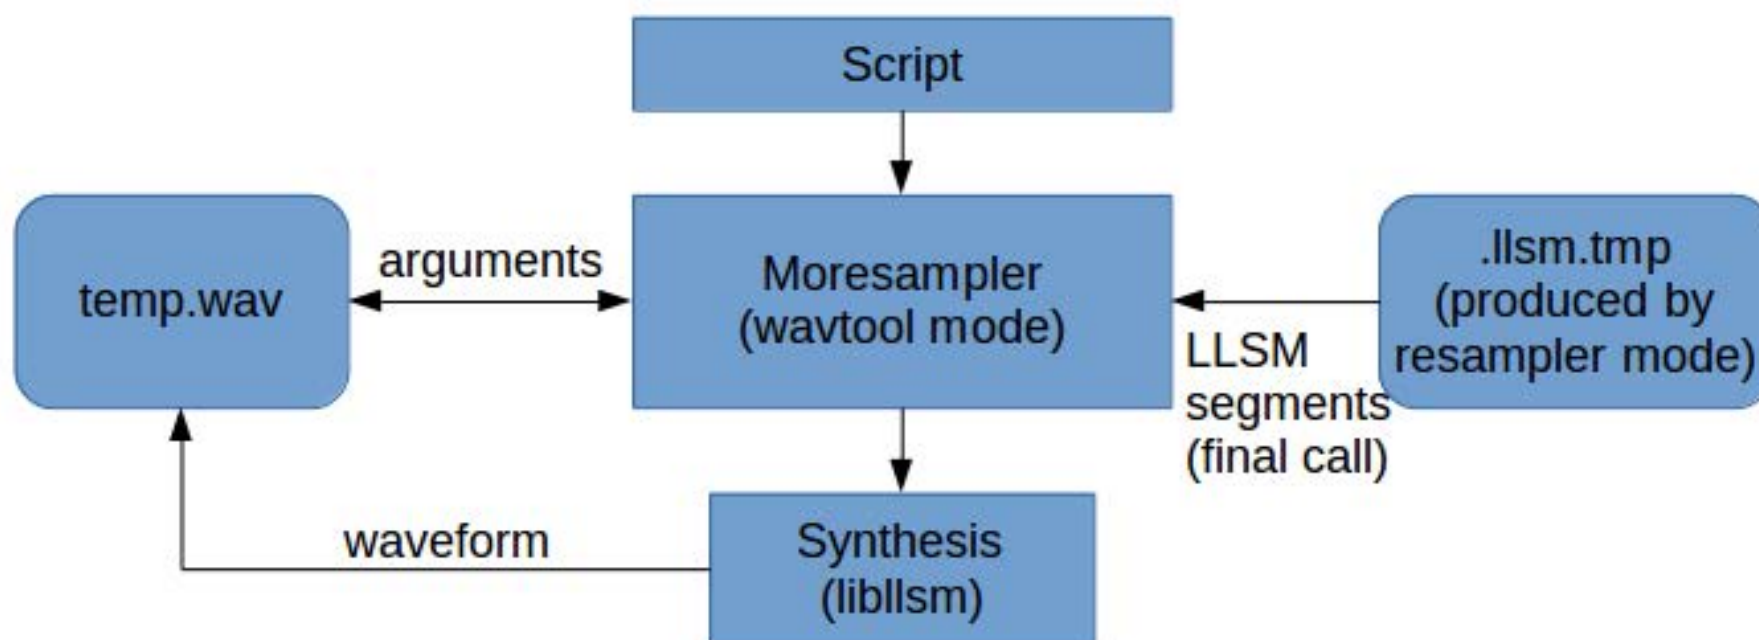 Script
temp.wav
arguments
Moresampler
(wavtool mode)
.llsm.tmp
(produced by
resampler mode)
LLSM
segments
(final call)
waveform
Synthesis
(libllsm)